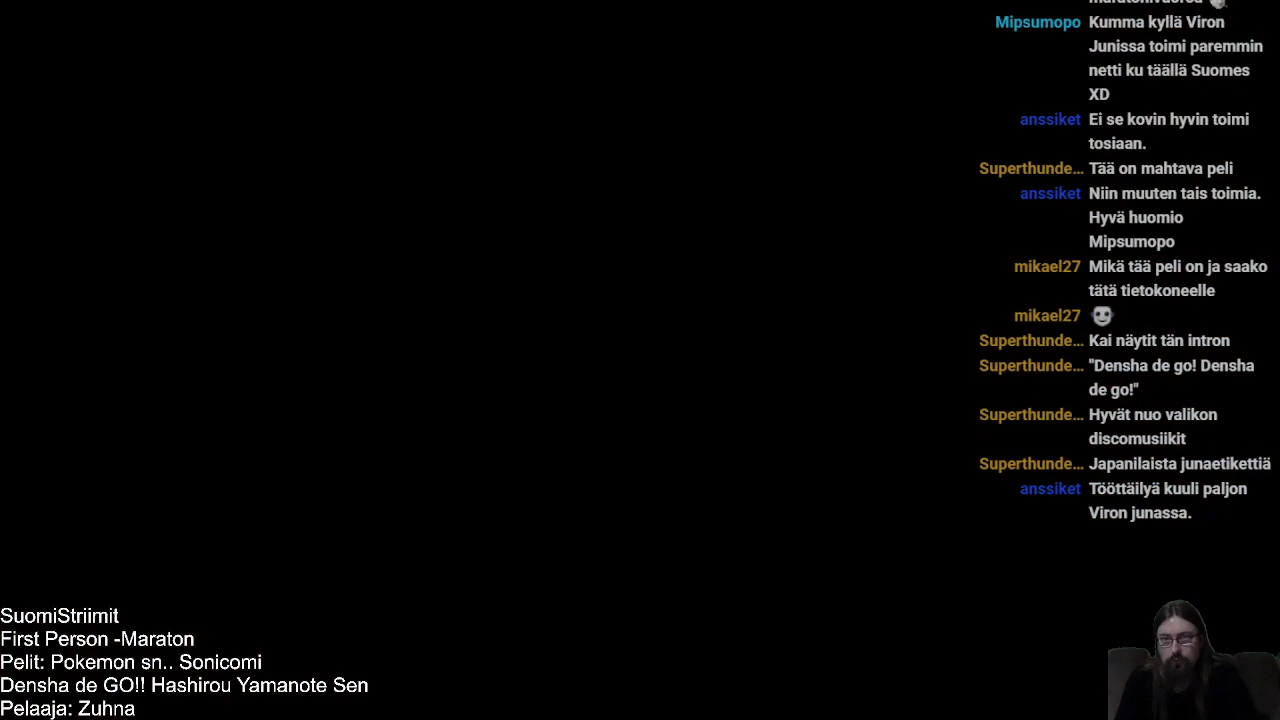 Mipsumopo Kumma kyllä Viron
Junissa toimi paremmin
netti ku täällä Suomes
XD
anssiket Ei se kovin hyvin toimi
tosiaan.
Superthunde... Tää on mahtava peli
anssiket Niin muuten tais toimia.
Hyvä huomio
Mipsumopo
mikael27 Mikä tää peli on ja saako
tätä tietokoneelle
mikael27
Superthunde... Kai näytit tän intron
Superthunde... "Densha de go! Densha
de go!"
Superthunde... Hyvät nuo valikon
discomusiikit
Superthunde... Japanilaista junaetikettiä
anssiket Tööttäilyä kuuli paljon
Viron junassa.
SuomiStriimit
First Person -Maraton
Pelit: Pokemon sn.. Sonicomi
Densha de GO!! Hashirou Yamanote Sen
Pelaaja: Zuhna